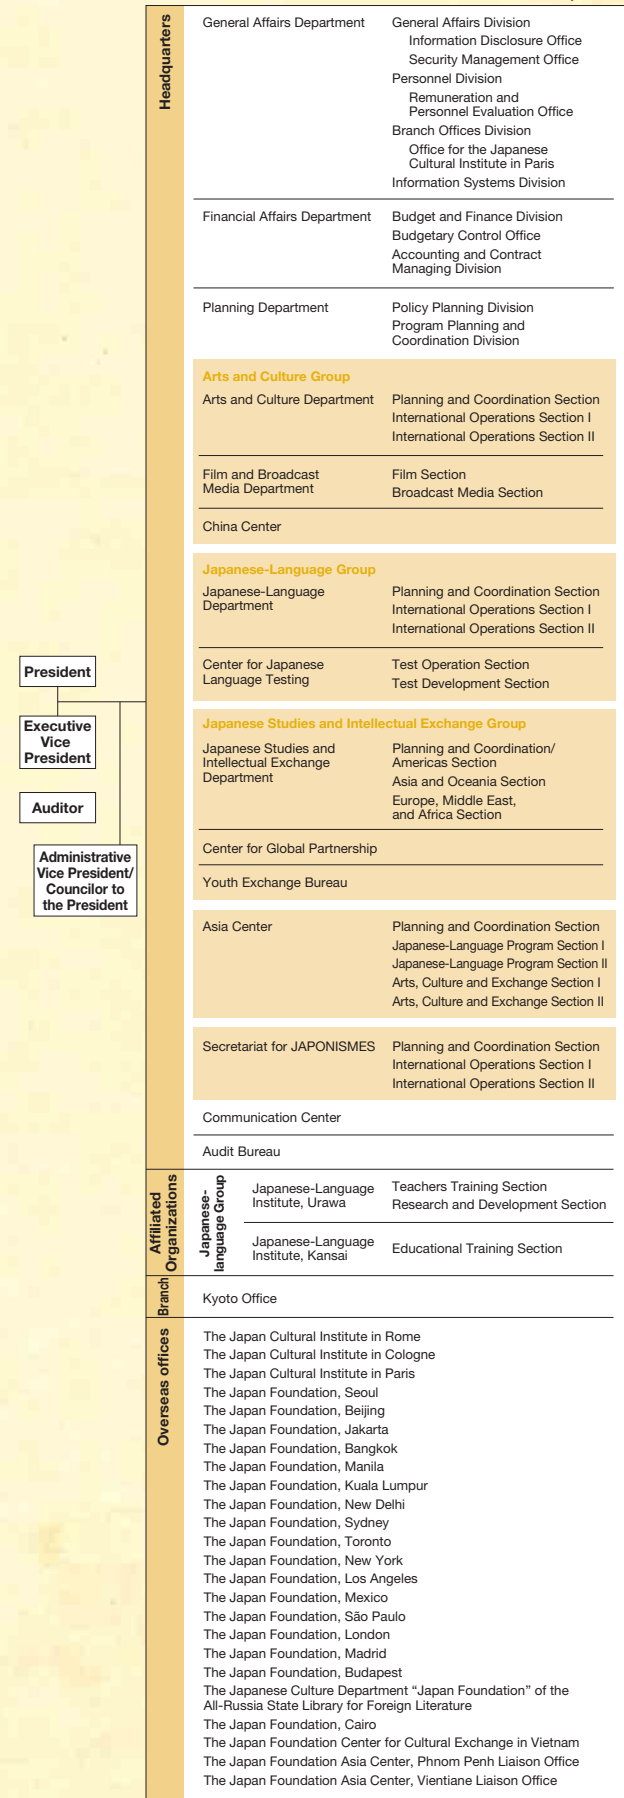 President
Executive
Vice
President
Auditor
Administrative
Vice President/
Councilor to
the President
Headquarters
General Affairs Department
General Affairs Division
Information Disclosure Office
Security Management Office
Personnel Division
Remuneration and
Personnel Evaluation Office
Branch Offices Division
Office for the Japanese
Cultural Institute in Paris
Information Systems Division
Financial Affairs Department
Budget and Finance Division
Budgetary Control Office
Accounting and Contract
Managing Division
Planning Department
Policy Planning Division
Program Planning and
Coordination Division
Arts and Culture Group
Arts and Culture Department
Planning and Coordination Section
International Operations Section I
International Operations Section II
Film and Broadcast
Media Department
Film Section
Broadcast Media Section
China Center
Japanese-Language Group
Japanese-Language
Department
Planning and Coordination Section
International Operations Section I
International Operations Section II
Center for Japanese
Language Testing
Test Operation Section
Test Development Section
Japanese Studies and Intellectual Exchange Group
Japanese Studies and
Intellectual Exchange
Department
Planning and Coordination/
Americas Section
Asia and Oceania Section
Europe, Middle East,
and Africa Section
Center for Global Partnership
Youth Exchange Bureau
Asia Center
Planning and Coordination Section
Japanese-Language Program Section I
Japanese-Language Program Section II
Arts, Culture and Exchange Section I
Arts, Culture and Exchange Section II
Secretariat for JAPONISMES
Planning and Coordination Section
International Operations Section I
International Operations Section II
Communication Center
Audit Bureau
Affiliated
Organizations
Japanese-
language Group
Japanese-Language
Institute, Urawa
Teachers Training Section
Research and Development Section
Japanese-Language
Institute, Kansai
Educational Training Section
Branch
Kyoto Office
Overseas offices
The Japan Cultural Institute in Rome
The Japan Cultural Institute in Cologne
The Japan Cultural Institute in Paris
The Japan Foundation, Seoul
The Japan Foundation, Beijing
The Japan Foundation, Jakarta
The Japan Foundation, Bangkok
The Japan Foundation, Manila
The Japan Foundation, Kuala Lumpur
The Japan Foundation, New Delhi
The Japan Foundation, Sydney
The Japan Foundation, Toronto
The Japan Foundation, New York
The Japan Foundation, Los Angeles
The Japan Foundation, Mexico
The Japan Foundation, São Paulo
The Japan Foundation, London
The Japan Foundation, Madrid
The Japan Foundation, Budapest
The Japanese Culture Department “Japan Foundation” of the
All-Russia State Library for Foreign Literature
The Japan Foundation, Cairo
The Japan Foundation Center for Cultural Exchange in Vietnam
The Japan Foundation Asia Center, Phnom Penh Liaison Office
The Japan Foundation Asia Center, Vientiane Liaison Office